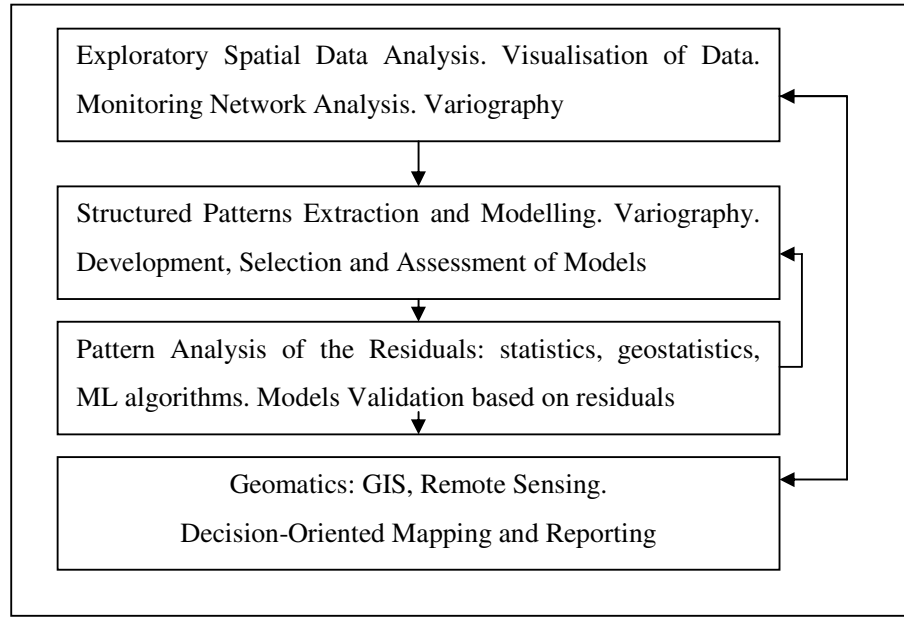 Exploratory Spatial Data Analysis. Visualisation of Data.
Monitoring Network Analysis. Variography
Structured Patterns Extraction and Modelling. Variography.
Development, Selection and Assessment of Models
Pattern Analysis of the Residuals: statistics, geostatistics,
ML algorithms. Models Validation based on residuals
Geomatics: GIS, Remote Sensing.
Decision-Oriented Mapping and Reporting